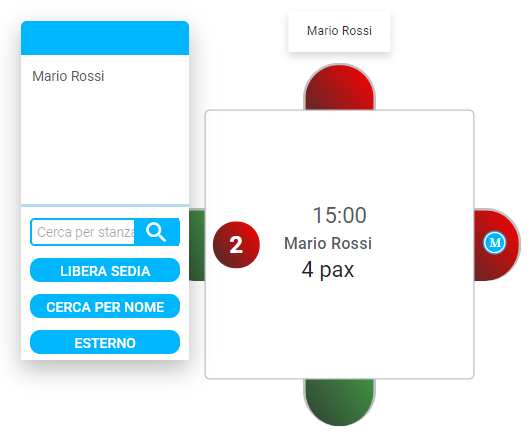 Mario Rossi
Mario Rossi
Cerca per stanza
LIBERA SEDIA
CERCA PER NOME
ESTERNO
2
15:00
Mario Rossi
4 pax
M